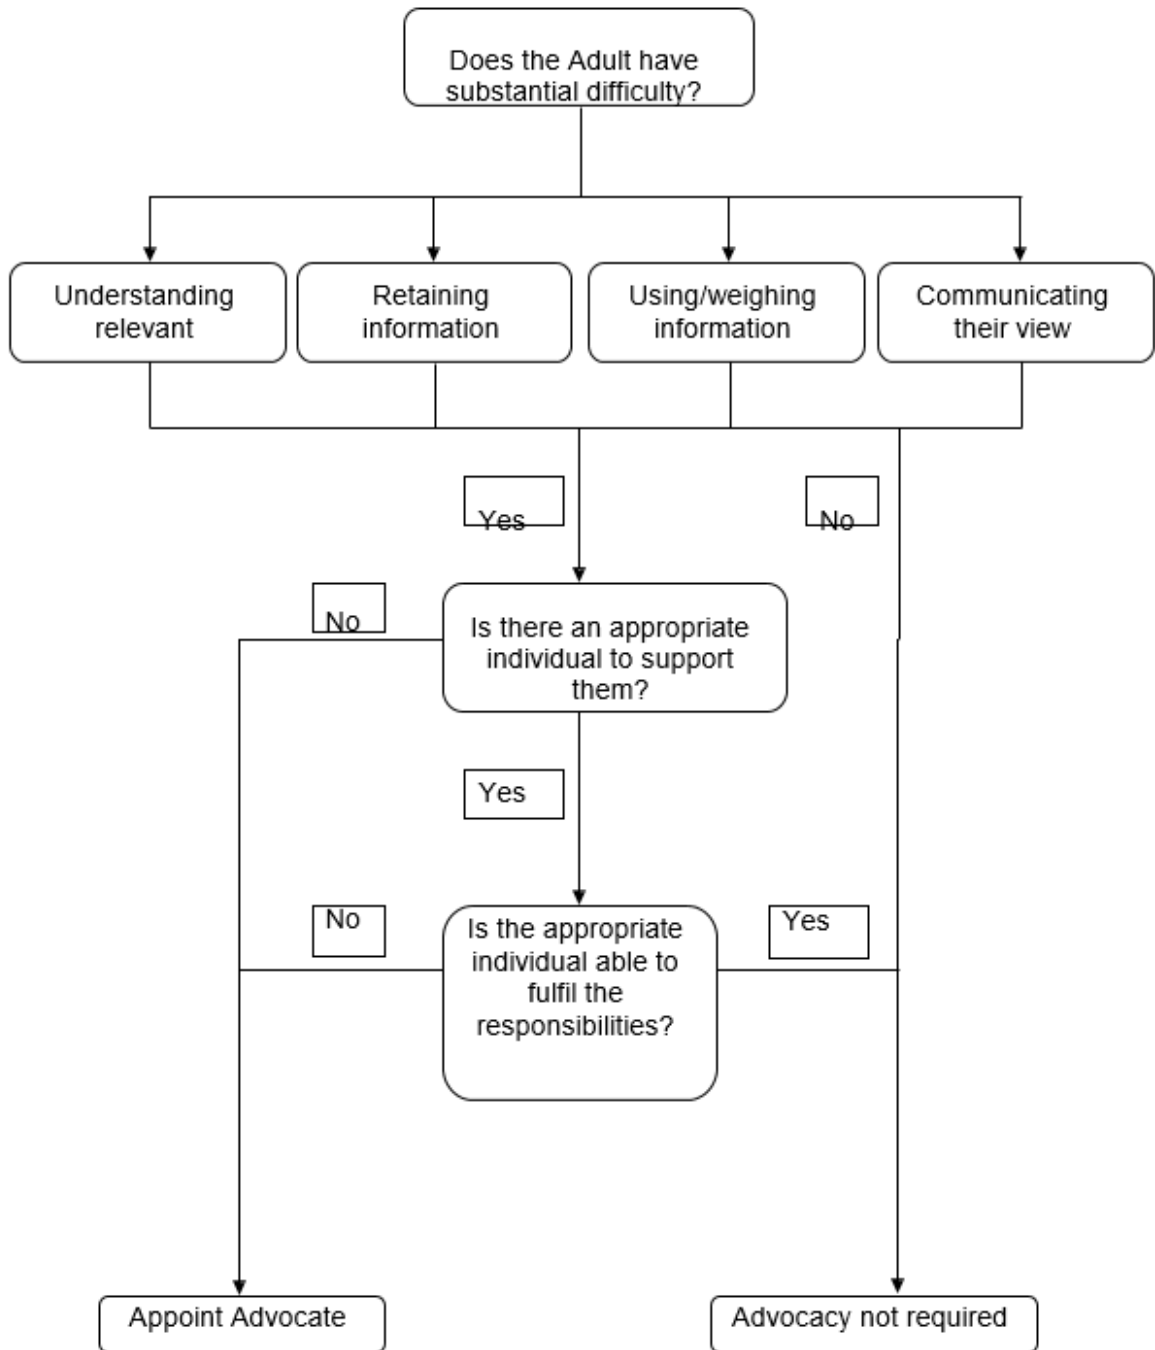 Does the Adult have
substantial difficulty?
Understanding
relevant
Retaining
information
Using/weighing
information
Communicating
their view
Yes
No
No
Is there an appropriate
individual to support
them?
Yes
No
Is the appropriate
individual able to
fulfil the
responsibilities?
Yes
Appoint Advocate
Advocacy not required